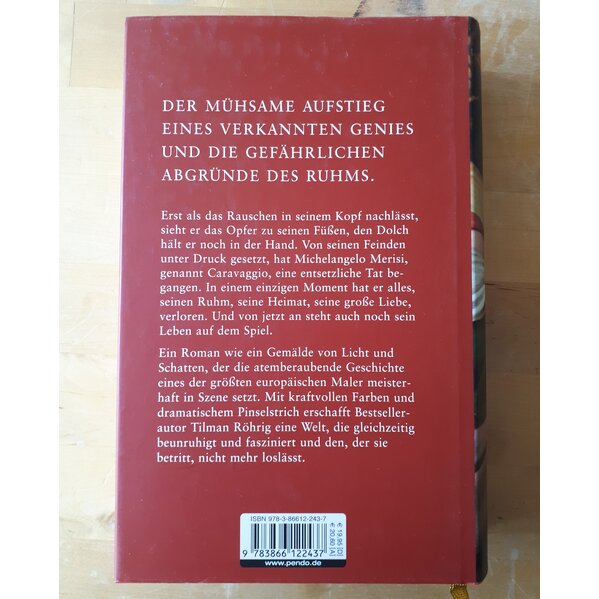 DER MÜHSAME AUFSTIEG
EINES VERKANNTEN GENIES
UND DIE GEFÄHRLICHEN
ABGRÜNDE DES RUHMS.
Erst als das Rauschen in seinem Kopf nachlässt,
sieht er das Opfer zu seinen Füßen, den Dolch
hält er noch in der Hand. Von seinen Feinden
unter Druck gesetzt, hat Michelangelo Merisi,
genannt Caravaggio, eine entsetzliche Tat be-
gangen. In einem einzigen Moment hat er alles,
seinen Ruhm, seine Heimat, seine große Liebe,
verloren. Und von jetzt an steht auch noch sein
Leben auf dem Spiel.
Ein Roman wie ein Gemälde von Licht und
Schatten, der die atemberaubende Geschichte
eines der größten europäischen Maler meister-
haft in Szene setzt. Mit kraftvollen Farben und
dramatischem Pinselstrich erschafft Bestseller-
autor Tilman Röhrig eine Welt, die gleichzeitig
beunruhigt und fasziniert und den, der sie
betritt, nicht mehr loslässt.
ISBN 978-3-86612-243-7
9 783866 122437
€ 19,95 [D]
€ 20,60 [A]
www.pendo.de